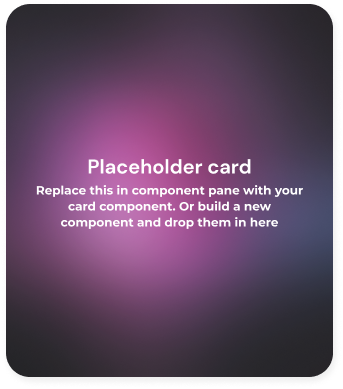 Placeholder card
Replace this in component pane with your
card component. Or build a new
component and drop them in here